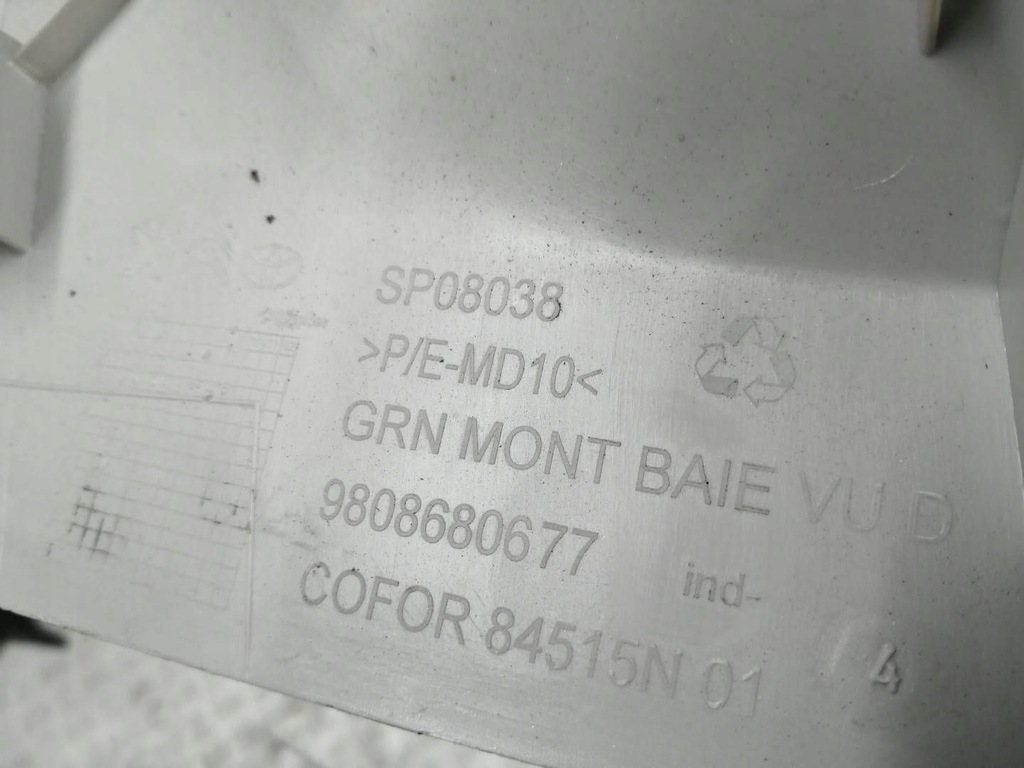 SP08038
>P/E-MD10<
GRN MONT BAIE VU D
9808680677
ind-
COFOR 84515N 01
4